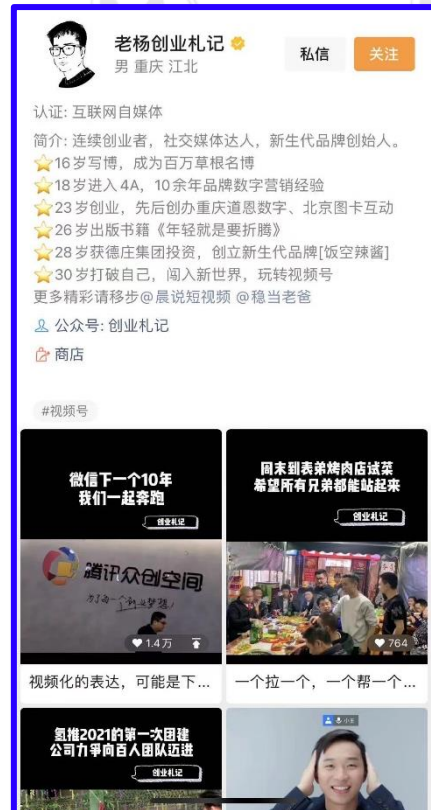 老杨创业札记
男 重庆 江北
私信
关注
认证: 互联网自媒体
简介: 连续创业者，社交媒体达人，新生代品牌创始人。
⭐16岁写博，成为百万草根名博
⭐18岁进入4A，10余年品牌数字营销经验
⭐23岁创业，先后创办重庆道恩数字、北京图卡互动
⭐26岁出版书籍《年轻就是要折腾》
⭐28岁获德庄集团投资，创立新生代品牌[饭空辣酱]
⭐30岁打破自己，闯入新世界，玩转视频号
更多精彩请移步@晨说短视频 @稳当老爸
公众号: 创业札记
商店
#视频号
微信下一个10年
我们一起奔跑
创业札记
腾讯众创空间
1.4万
视频化的表达，可能是下...
周末到表弟烤肉店试菜
希望所有兄弟都能站起来
创业札记
764
一个拉一个，一个帮一个...
氢推2021的第一次团建
公司力争向百人团队迈进
创业札记